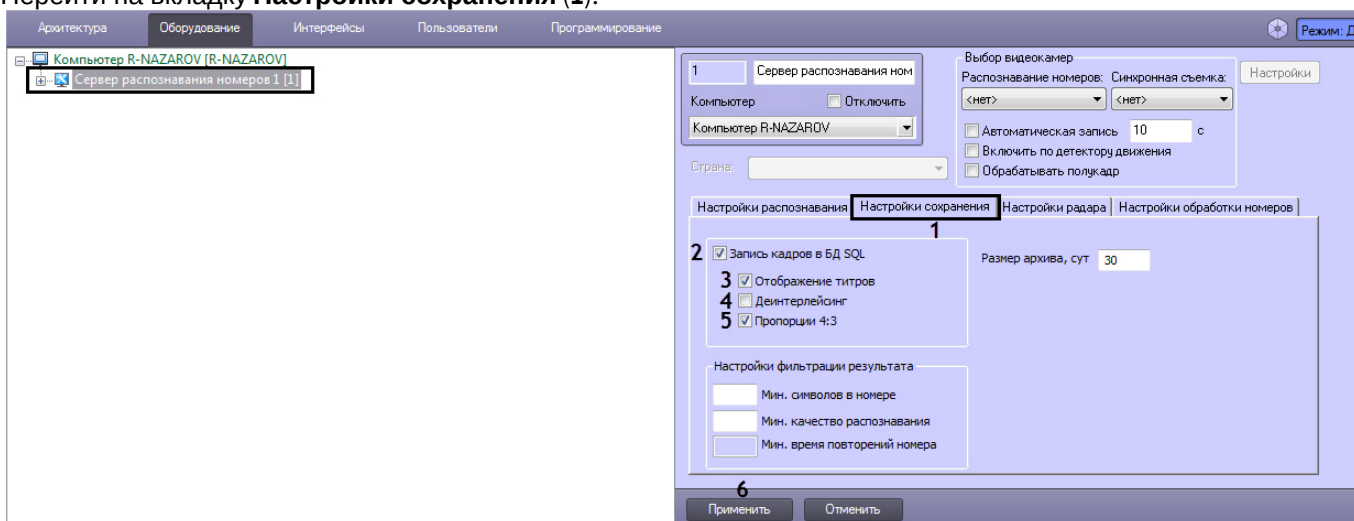 Перейти на вкладку Настройки сохранения (1).
Архитектура Оборудование Интерфейсы Пользователи Программирование Режим: Д
Компьютер R-NAZAROV [R-NAZAROV]
Сервер распознавания номеров 1 [1]
1 Сервер распознавания ном
Компьютер Отключить
Компьютер R-NAZAROV
Страна:
Выбор видеокамер
Распознавание номеров: Синхронная съемка: Настройки
<нет> <нет>
Автоматическая запись 10 с
Включить по детектору движения
Обрабатывать полукадр
Настройки распознавания Настройки сохранения Настройки радара Настройки обработки номеров
1
2 Запись кадров в БД SQL
Размер архива, сут 30
3 Отображение титров
4 Деинтерлейсинг
5 Пропорции 4:3
Настройки фильтрации результата
Мин. символов в номере
Мин. качество распознавания
Мин. время повторений номера
6
Применить Отменить